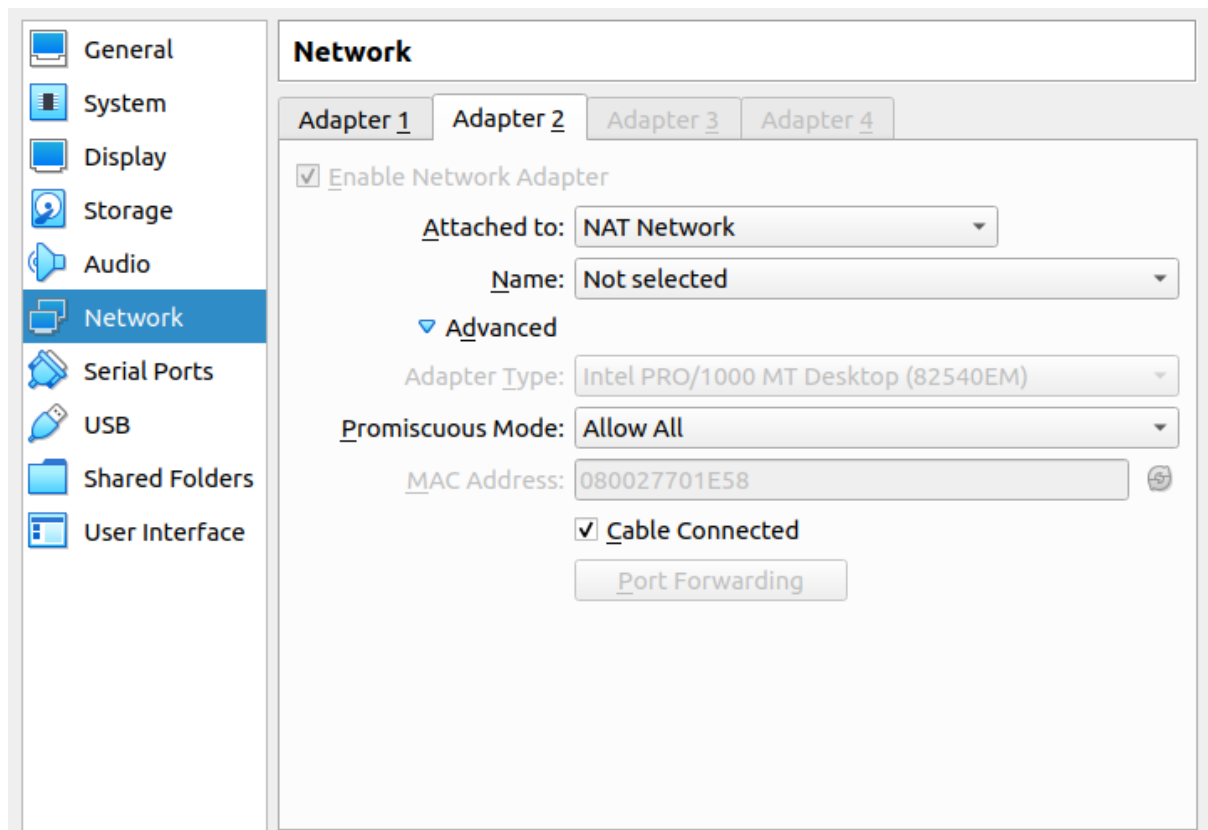 General
System
Display
Storage
Audio
Network
Serial Ports
USB
Shared Folders
User Interface
Network
Adapter 1 Adapter 2 Adapter 3 Adapter 4
Enable Network Adapter
Attached to: NAT Network
Name: Not selected
Advanced
Adapter Type: Intel PRO/1000 MT Desktop (82540EM)
Promiscuous Mode: Allow All
MAC Address: 080027701E58
Cable Connected
Port Forwarding